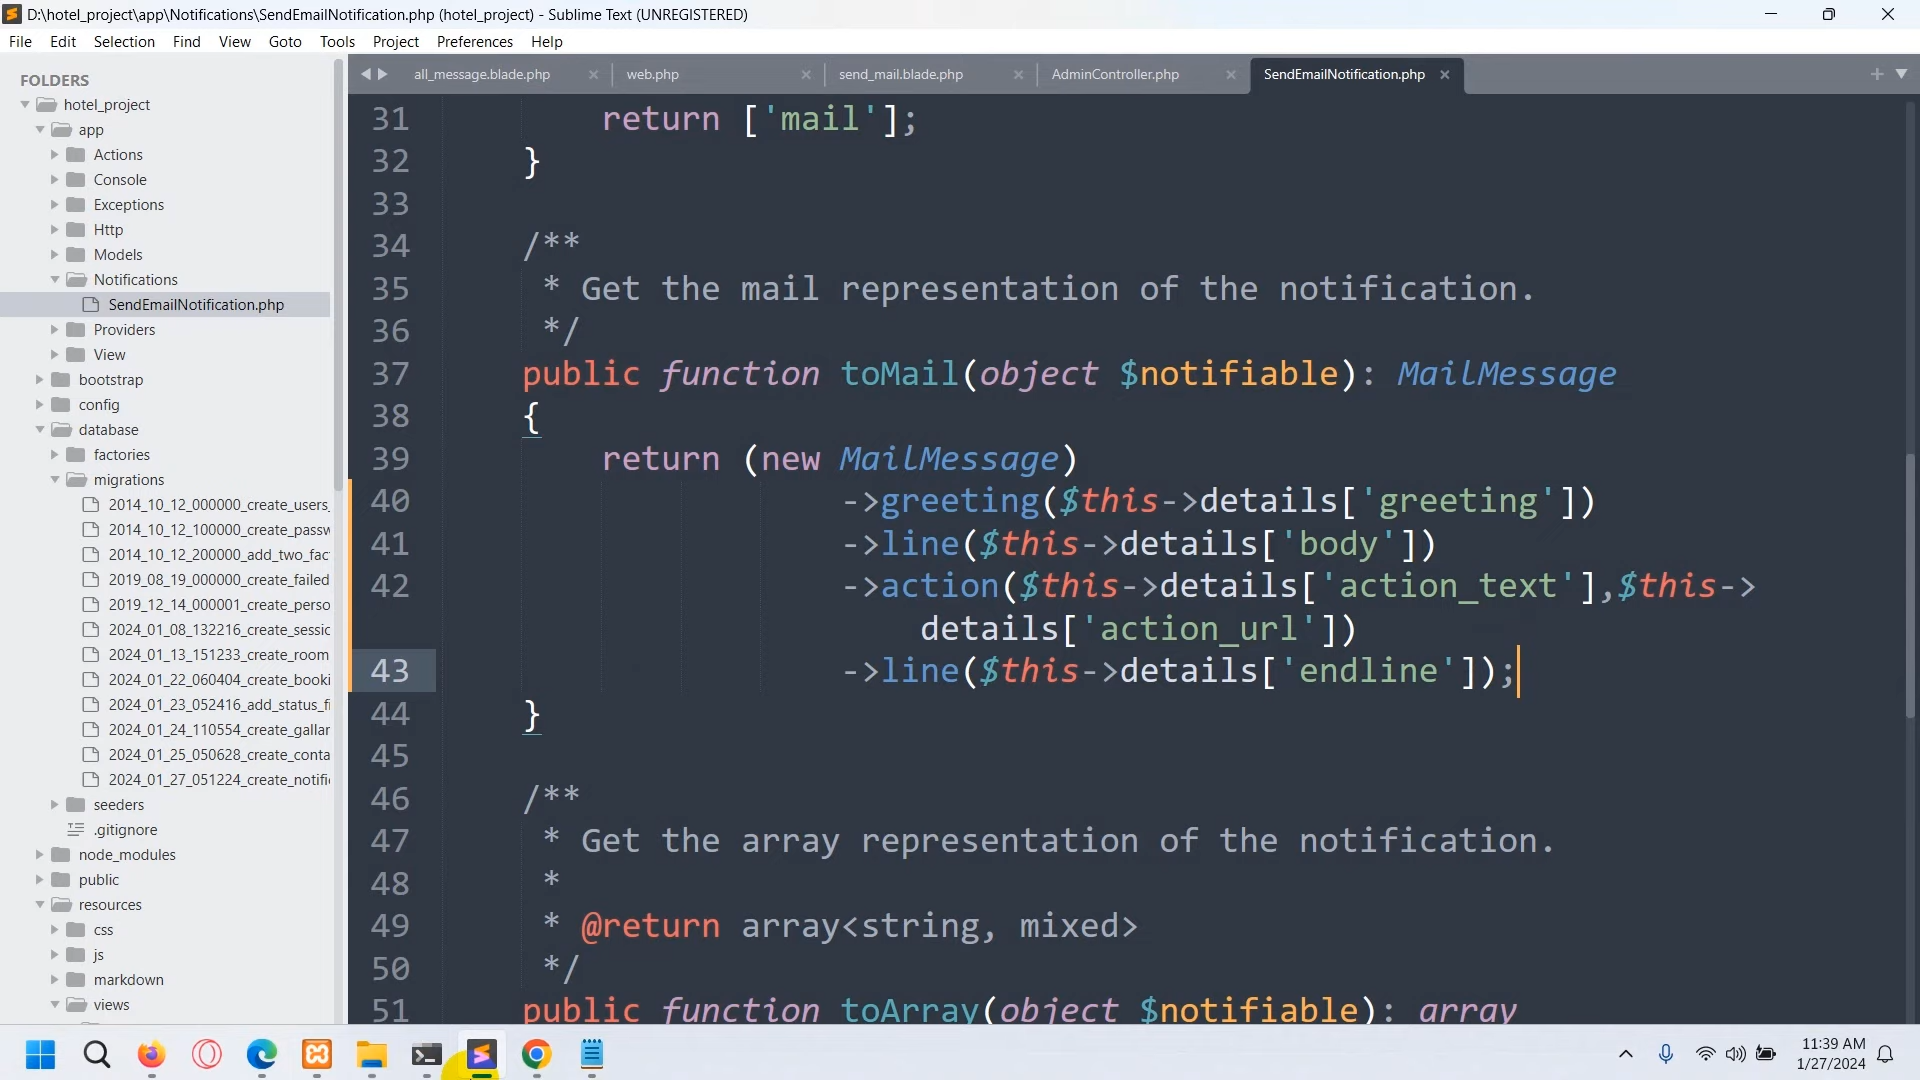 D:\hotel_project\app\Notifications\SendEmailNotification.php (hotel_project) - Sublime Text (UNREGISTERED)
File Edit Selection Find View Goto Tools Project Preferences Help
FOLDERS
hotel_project
app
Actions
Console
Exceptions
Http
Models
Notifications
SendEmailNotification.php
Providers
View
bootstrap
config
database
factories
migrations
2014_10_12_000000_create_users_
2014_10_12_100000_create_passw
2014_10_12_200000_add_two_fac
2019_08_19_000000_create_failed
2019_12_14_000001_create_perso
2024_01_08_132216_create_sessic
2024_01_13_151233_create_room
2024_01_22_060404_create_booki
2024_01_23_052416_add_status_fi
2024_01_24_110554_create_gallar
2024_01_25_050628_create_conta
2024_01_27_051224_create_notifi
seeders
.gitignore
node_modules
public
resources
css
js
markdown
views
all_message.blade.php web.php send_mail.blade.php AdminController.php SendEmailNotification.php
31 return ['mail'];
32 }
33
34 /**
35 * Get the mail representation of the notification.
36 */
37 public function toMail(object $notifiable): MailMessage
38 {
39 return (new MailMessage)
40 ->greeting($this->details['greeting'])
41 ->line($this->details['body'])
42 ->action($this->details['action_text'],$this->
details['action_url'])
43 ->line($this->details['endline']);
44 }
45
46 /**
47 * Get the array representation of the notification.
48 *
49 * @return array<string, mixed>
50 */
51 public function toArray(object $notifiable): array
11:39 AM
1/27/2024